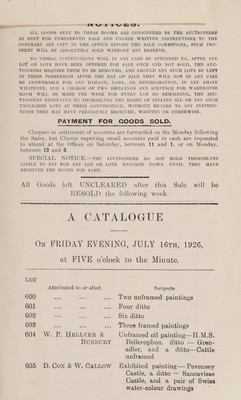 NOTICES.
ALL GOODS SENT TO THESE ROOMS ARE CONSIDERED BY THE AUCTIONEERS
AS SENT FOR UNRESERVED SALE AND UNLESS WRITTEN INSTRUCTIONS TO THE
CONTRARY ARE LEFT IN THE OFFICE BEFORE THE SALE COMMENCES, SUCH PRO-
PERTY WILL BE ABSOLUTELY SOLD WITHOUT ANY RESERVE.
NO VERBAL INSTRUCTIONS WILL IN ANY CASE BE ATTENDED TO, AFTER ANY
LOT OR LOTS HAVE BEEN OFFERED FOR SALE ONCE AND NOT SOLD, THE AUC-
TIONEERS REQUIRE THEM TO BE REMOVED, AND SHOULD ANY SUCH LOTS BE LEFT
IN THEIR POSSESSION AFTER THE DAY OF SALE THEY WILL NOT IN ANY CASE
BE ANSWERABLE FOR ANY DAMAGE, LOSS, OR DETERIORATION, IN ANY SHAPE
WHATEVER, AND A CHARGE OF TWO SHILLINGS AND SIXPENCE FOR WAREHOUSE
ROOM WILL BE MADE PER WEEK FOR EVERY LOT SO REMAINING, THE AUC-
TIONEERS RESERVING TO THEMSELVES THE RIGHT OF SELLING ALL OR ANY SUCH
UNCLEARED LOTS AT THEIR CONVENIENCE, WITHOUT REGARD TO ANY INSTRUC-
TIONS THEY MAY HAVE PREVIOUSLY RECEIVED, WRITTEN OR OTHERWISE.
PAYMENT FOR GOODS SOLD.
Cheques in settlement of accounts are forwarded on the Monday following
the Sales, but Clients requiring small accounts paid in cash are requested
to attend at the Offices on Saturday, between 11 and 1, or on Monday,
between 12 and 6.
SPECIAL NOTICE.—THE AUCTIONEERS DO NOT HOLD THEMSELVES
LIABLE TO PAY FOR ANY LOT OR LOTS KNOCKED DOWN UNTIL THEY HAVE
RECEIVED THE MONEY FOR SAME.
All Goods left UNCLEARED after this Sale will be
RESOLD the following week.
A CATALOGUE
ON FRIDAY EVENING, JULY 16TH, 1926,
at FIVE o'clock to the Minute.
LOT
Attributed to or after. Subjects
600 ... ... ... Two unframed paintings
601 ... ... ... Four ditto
602 ... ... ... Six ditto
603 ... ... ... Three framed paintings
604 W. P. HELLYER & Unframed oil painting—H.M.S.
BUNBURY Bellerophon, ditto — Gren-
adier, and a ditto—Cattle
unframed
605 D. COX & W. CALLOW Exhibited painting—Pevensey
Castle, a ditto — Sancavisse
Castle, and a pair of Swiss
water-colour drawings